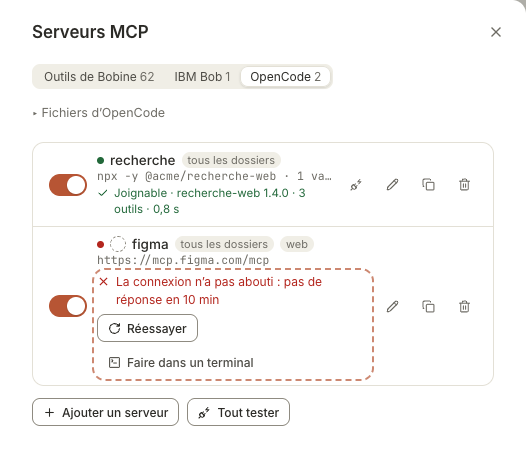 Serveurs MCP
Outils de Bobine 62
IBM Bob 1
OpenCode 2
Fichiers d’OpenCode
recherche
tous les dossiers
npx -y @acme/recherche-web · 1 va…
Joignable · recherche-web 1.4.0 · 3
outils · 0,8 s
figma
tous les dossiers
web
https://mcp.figma.com/mcp
La connexion n’a pas abouti : pas de
réponse en 10 min
Réessayer
Faire dans un terminal
Ajouter un serveur
Tout tester